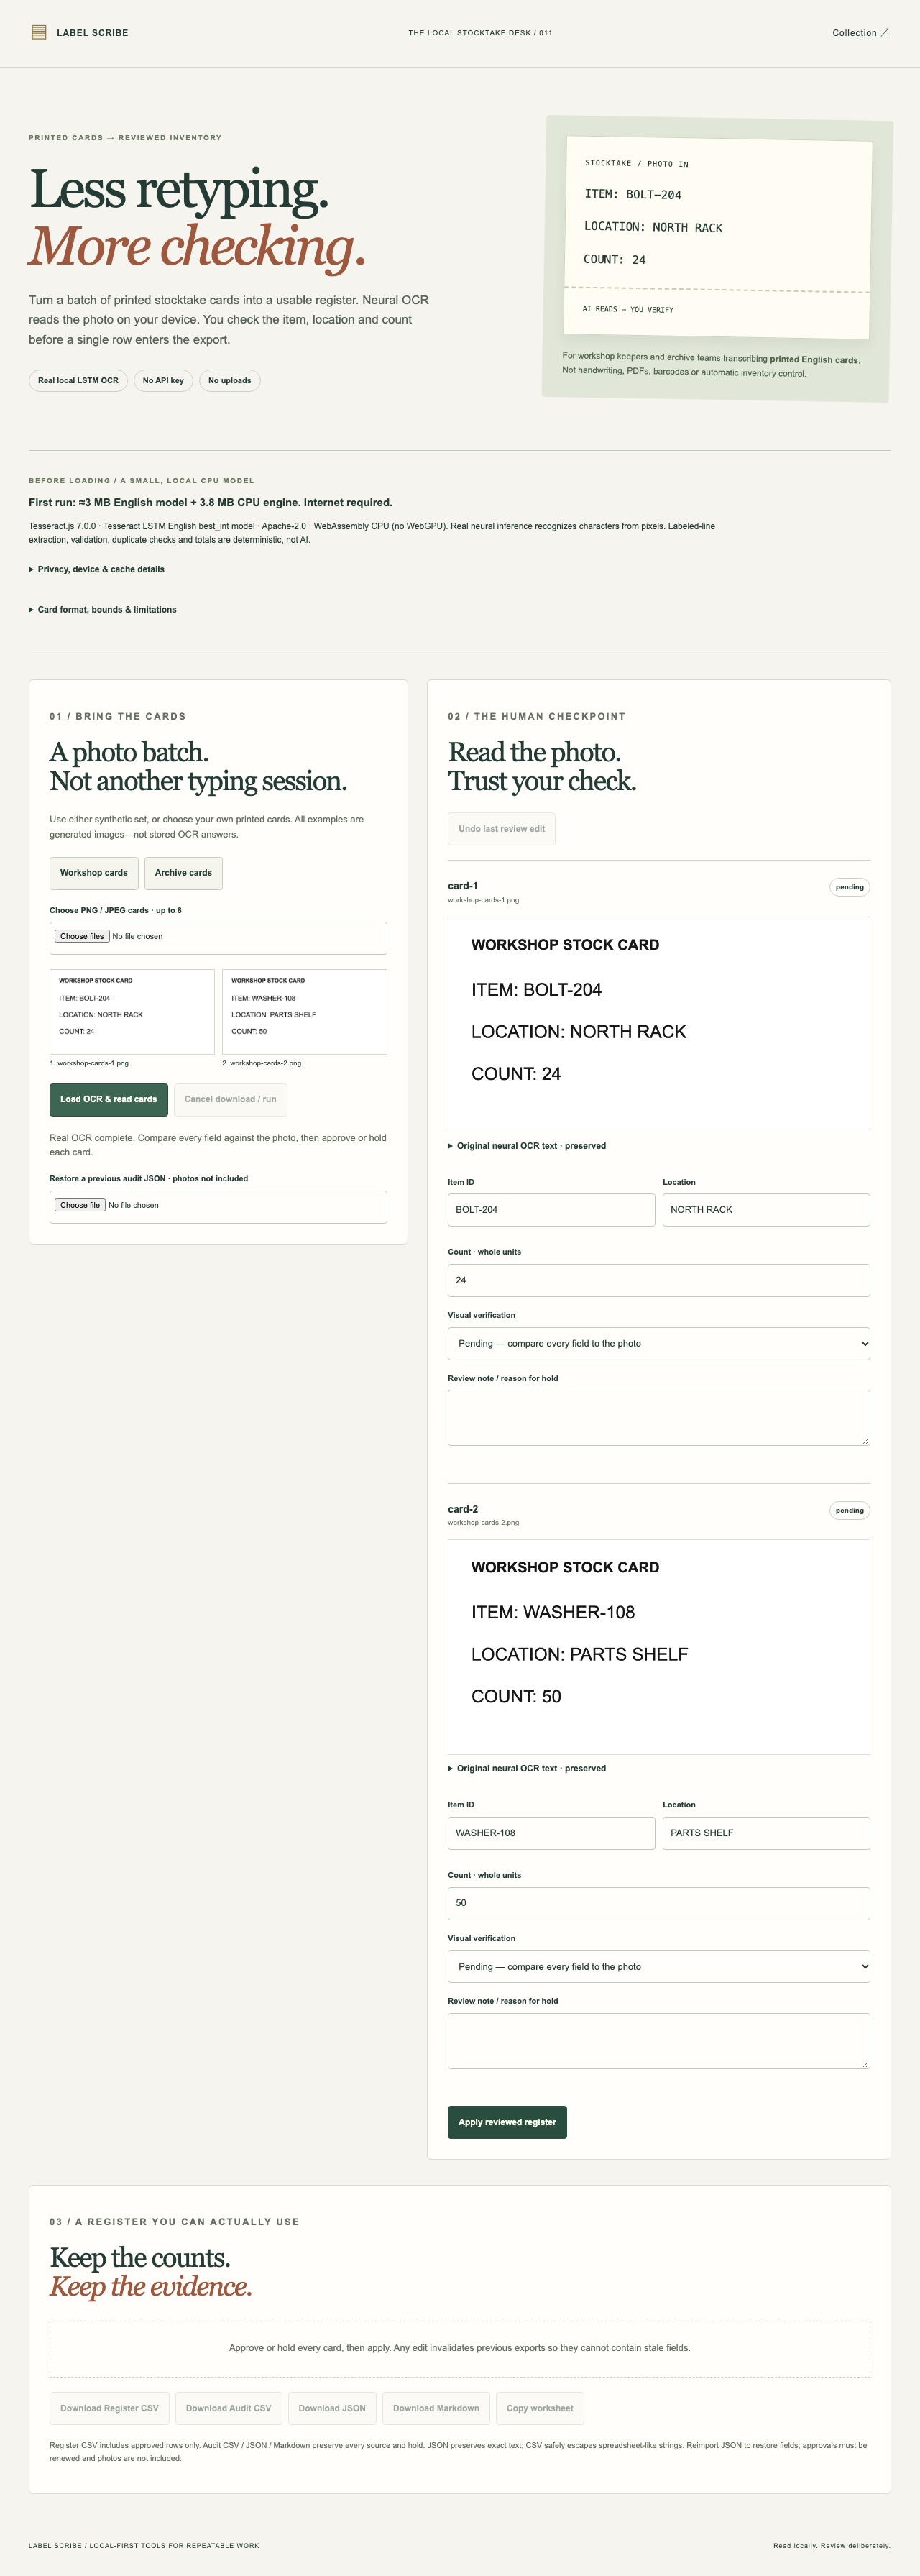 LABEL SCRIBE
THE LOCAL STOCKTAKE DESK / 011
Collection ↗
PRINTED CARDS → REVIEWED INVENTORY
Less retyping.
More checking.
Turn a batch of printed stocktake cards into a usable register. Neural OCR
reads the photo on your device. You check the item, location and count
before a single row enters the export.
Real local LSTM OCR
No API key
No uploads
STOCKTAKE / PHOTO IN
ITEM: BOLT-204
LOCATION: NORTH RACK
COUNT: 24
AI READS → YOU VERIFY
For workshop keepers and archive teams transcribing printed English cards.
Not handwriting, PDFs, barcodes or automatic inventory control.
BEFORE LOADING / A SMALL, LOCAL CPU MODEL
First run: ≈3 MB English model + 3.8 MB CPU engine. Internet required.
Tesseract.js 7.0.0 · Tesseract LSTM English best_int model · Apache-2.0 · WebAssembly CPU (no WebGPU). Real neural inference recognizes characters from pixels. Labeled-line
extraction, validation, duplicate checks and totals are deterministic, not AI.
▶ Privacy, device & cache details
▶ Card format, bounds & limitations
01 / BRING THE CARDS
A photo batch.
Not another typing session.
Use either synthetic set, or choose your own printed cards. All examples are
generated images—not stored OCR answers.
Workshop cards
Archive cards
Choose PNG / JPEG cards · up to 8
Choose files No file chosen
WORKSHOP STOCK CARD
ITEM: BOLT-204
LOCATION: NORTH RACK
COUNT: 24
1. workshop-cards-1.png
WORKSHOP STOCK CARD
ITEM: WASHER-108
LOCATION: PARTS SHELF
COUNT: 50
2. workshop-cards-2.png
Load OCR & read cards
Cancel download / run
Real OCR complete. Compare every field against the photo, then approve or hold
each card.
Restore a previous audit JSON · photos not included
Choose file No file chosen
02 / THE HUMAN CHECKPOINT
Read the photo.
Trust your check.
Undo last review edit
card-1
workshop-cards-1.png
pending
WORKSHOP STOCK CARD
ITEM: BOLT-204
LOCATION: NORTH RACK
COUNT: 24
▶ Original neural OCR text · preserved
Item ID
Location
BOLT-204
NORTH RACK
Count · whole units
24
Visual verification
Pending — compare every field to the photo
Review note / reason for hold
card-2
workshop-cards-2.png
pending
WORKSHOP STOCK CARD
ITEM: WASHER-108
LOCATION: PARTS SHELF
COUNT: 50
▶ Original neural OCR text · preserved
Item ID
Location
WASHER-108
PARTS SHELF
Count · whole units
50
Visual verification
Pending — compare every field to the photo
Review note / reason for hold
Apply reviewed register
03 / A REGISTER YOU CAN ACTUALLY USE
Keep the counts.
Keep the evidence.
Approve or hold every card, then apply. Any edit invalidates previous exports so they cannot contain stale fields.
Download Register CSV
Download Audit CSV
Download JSON
Download Markdown
Copy worksheet
Register CSV includes approved rows only. Audit CSV / JSON / Markdown preserve every source and hold. JSON preserves exact text; CSV safely escapes spreadsheet-like strings. Reimport JSON to restore fields; approvals must be
renewed and photos are not included.
LABEL SCRIBE / LOCAL-FIRST TOOLS FOR REPEATABLE WORK
Read locally. Review deliberately.